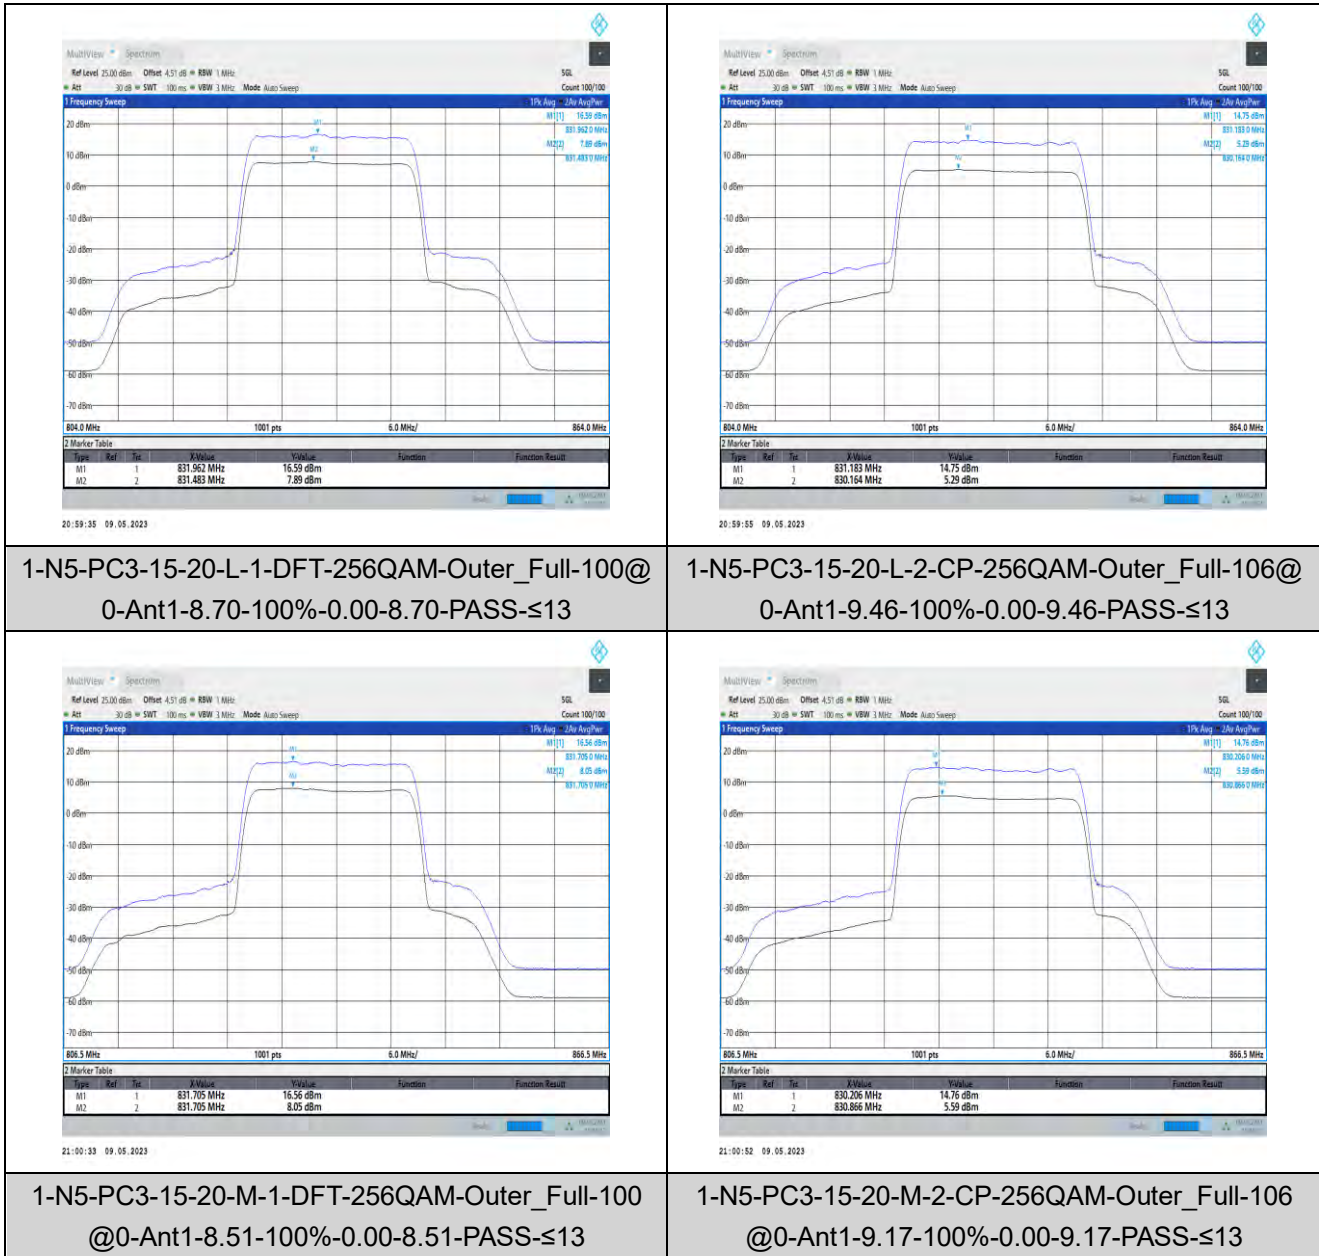 MultiView Spectrum
Ref Level 25.00 dBm Offset 4.51 dB RBW 1 MHz SGL
Att 30 dB SWT 100 ms VBW 3 MHz Mode Auto Sweep Count 100/100
1 Frequency Sweep 1Pk Avg 2Av AvgPwr
M1[1] 16.59 dBm
831.962 0 MHz
M2[2] 7.89 dBm
831.483 0 MHz
M1
M2
20 dBm
10 dBm
0 dBm
-10 dBm
-20 dBm
-30 dBm
-40 dBm
-50 dBm
-60 dBm
-70 dBm
804.0 MHz 1001 pts 6.0 MHz/ 864.0 MHz
2 Marker Table
Type Ref Trc X-Value Y-Value Function Function Result
M1 1 831.962 MHz 16.59 dBm
M2 2 831.483 MHz 7.89 dBm
20:59:35 09.05.2023
MultiView Spectrum
Ref Level 25.00 dBm Offset 4.51 dB RBW 1 MHz SGL
Att 30 dB SWT 100 ms VBW 3 MHz Mode Auto Sweep Count 100/100
1 Frequency Sweep 1Pk Avg 2Av AvgPwr
M1[1] 14.75 dBm
831.183 0 MHz
M2[2] 5.29 dBm
830.164 0 MHz
M1
M2
20 dBm
10 dBm
0 dBm
-10 dBm
-20 dBm
-30 dBm
-40 dBm
-50 dBm
-60 dBm
-70 dBm
804.0 MHz 1001 pts 6.0 MHz/ 864.0 MHz
2 Marker Table
Type Ref Trc X-Value Y-Value Function Function Result
M1 1 831.183 MHz 14.75 dBm
M2 2 830.164 MHz 5.29 dBm
20:59:55 09.05.2023
1-N5-PC3-15-20-L-1-DFT-256QAM-Outer_Full-100@
0-Ant1-8.70-100%-0.00-8.70-PASS-≤13
1-N5-PC3-15-20-L-2-CP-256QAM-Outer_Full-106@
0-Ant1-9.46-100%-0.00-9.46-PASS-≤13
MultiView Spectrum
Ref Level 25.00 dBm Offset 4.51 dB RBW 1 MHz SGL
Att 30 dB SWT 100 ms VBW 3 MHz Mode Auto Sweep Count 100/100
1 Frequency Sweep 1Pk Avg 2Av AvgPwr
M1[1] 16.56 dBm
831.705 0 MHz
M2[2] 8.05 dBm
831.705 0 MHz
M1
M2
20 dBm
10 dBm
0 dBm
-10 dBm
-20 dBm
-30 dBm
-40 dBm
-50 dBm
-60 dBm
-70 dBm
806.5 MHz 1001 pts 6.0 MHz/ 866.5 MHz
2 Marker Table
Type Ref Trc X-Value Y-Value Function Function Result
M1 1 831.705 MHz 16.56 dBm
M2 2 831.705 MHz 8.05 dBm
21:00:33 09.05.2023
MultiView Spectrum
Ref Level 25.00 dBm Offset 4.51 dB RBW 1 MHz SGL
Att 30 dB SWT 100 ms VBW 3 MHz Mode Auto Sweep Count 100/100
1 Frequency Sweep 1Pk Avg 2Av AvgPwr
M1[1] 14.76 dBm
830.206 0 MHz
M2[2] 5.59 dBm
830.866 0 MHz
M1
M2
20 dBm
10 dBm
0 dBm
-10 dBm
-20 dBm
-30 dBm
-40 dBm
-50 dBm
-60 dBm
-70 dBm
806.5 MHz 1001 pts 6.0 MHz/ 866.5 MHz
2 Marker Table
Type Ref Trc X-Value Y-Value Function Function Result
M1 1 830.206 MHz 14.76 dBm
M2 2 830.866 MHz 5.59 dBm
21:00:52 09.05.2023
1-N5-PC3-15-20-M-1-DFT-256QAM-Outer_Full-100
@0-Ant1-8.51-100%-0.00-8.51-PASS-≤13
1-N5-PC3-15-20-M-2-CP-256QAM-Outer_Full-106
@0-Ant1-9.17-100%-0.00-9.17-PASS-≤13